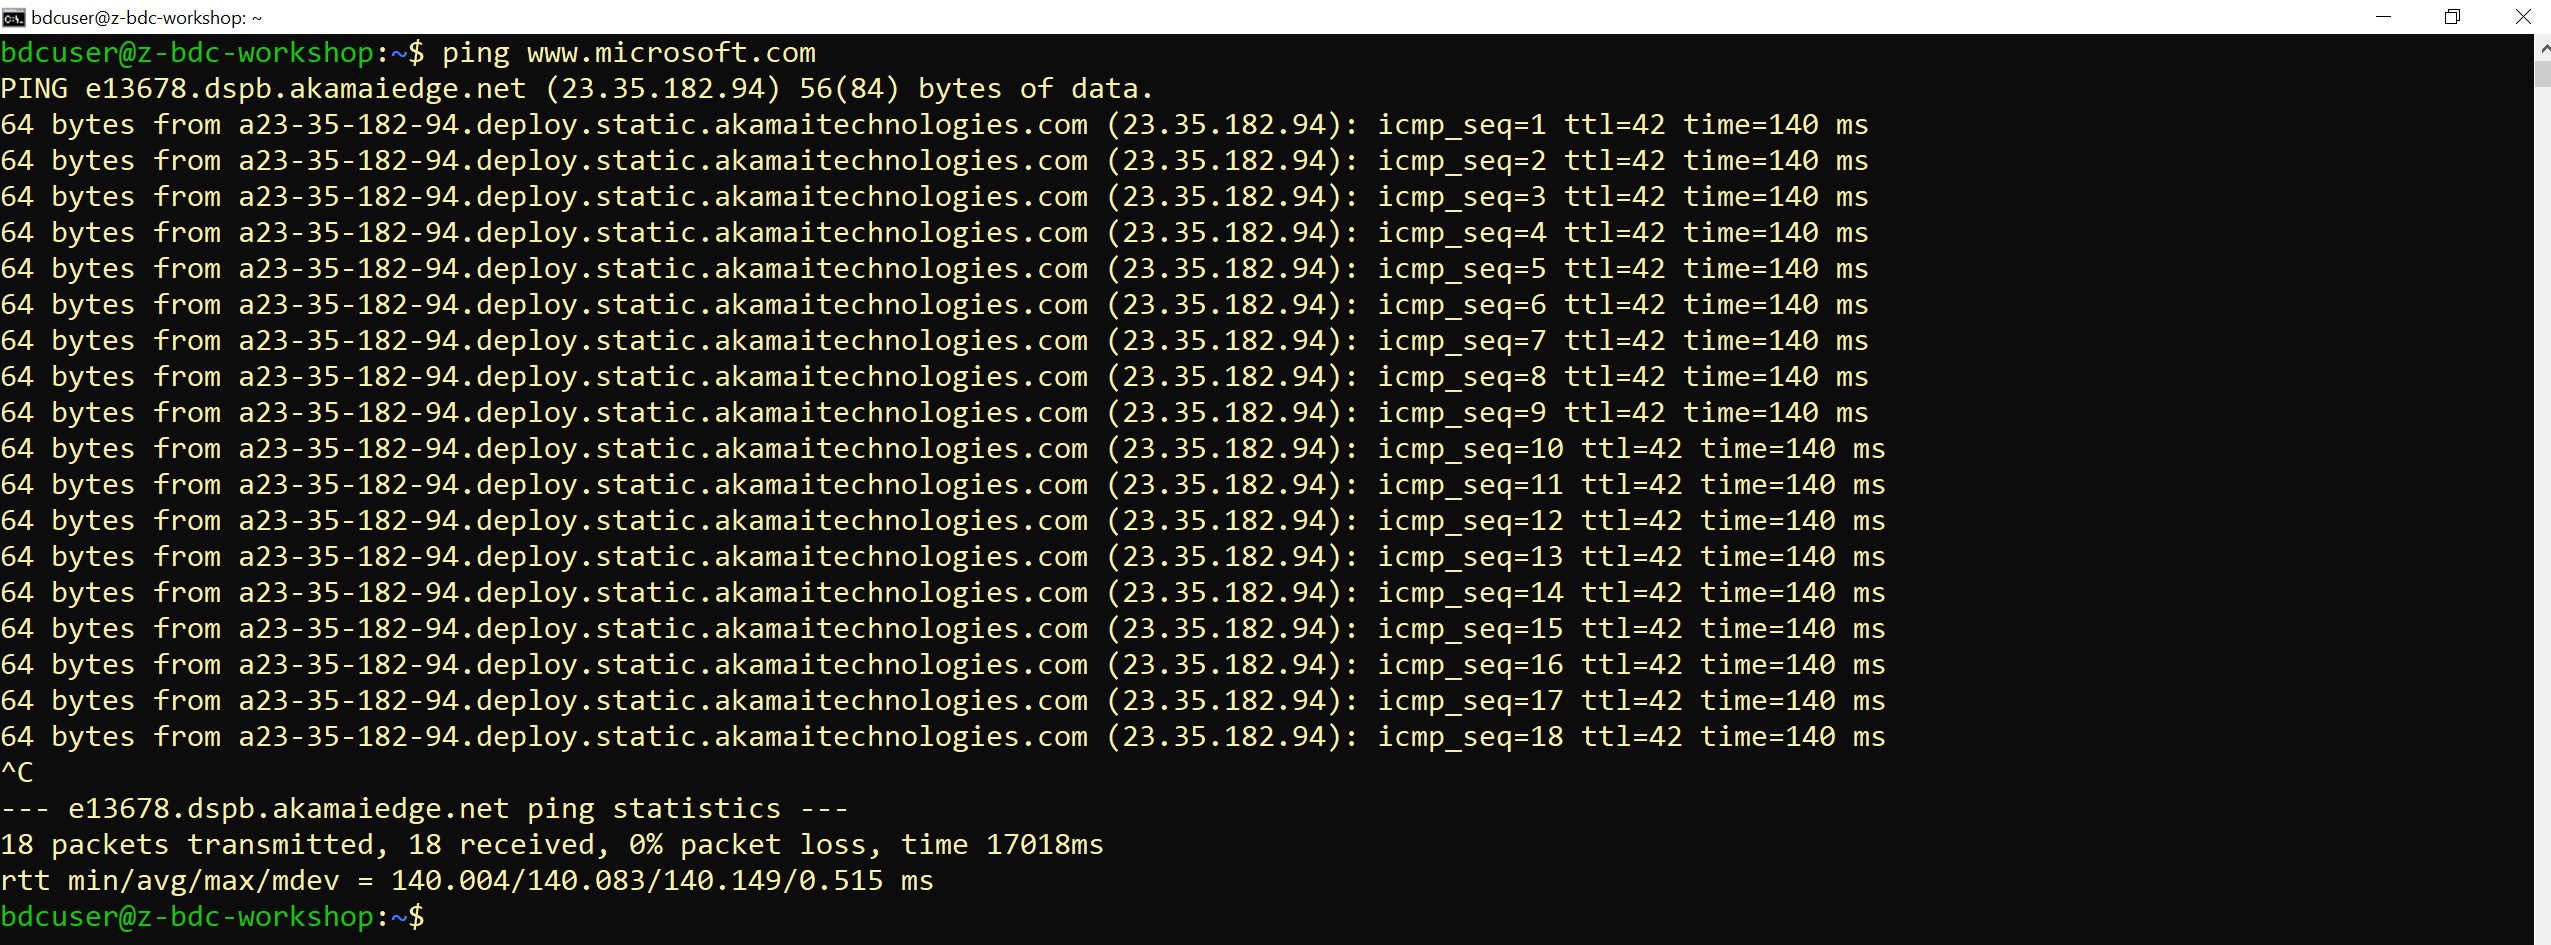 bdcuser@z-bdc-workshop: ~
bdcuser@z-bdc-workshop:~$ ping www.microsoft.com
PING e13678.dspb.akamaiedge.net (23.35.182.94) 56(84) bytes of data.
64 bytes from a23-35-182-94.deploy.static.akamaitechnologies.com (23.35.182.94): icmp_seq=1 ttl=42 time=140 ms
64 bytes from a23-35-182-94.deploy.static.akamaitechnologies.com (23.35.182.94): icmp_seq=2 ttl=42 time=140 ms
64 bytes from a23-35-182-94.deploy.static.akamaitechnologies.com (23.35.182.94): icmp_seq=3 ttl=42 time=140 ms
64 bytes from a23-35-182-94.deploy.static.akamaitechnologies.com (23.35.182.94): icmp_seq=4 ttl=42 time=140 ms
64 bytes from a23-35-182-94.deploy.static.akamaitechnologies.com (23.35.182.94): icmp_seq=5 ttl=42 time=140 ms
64 bytes from a23-35-182-94.deploy.static.akamaitechnologies.com (23.35.182.94): icmp_seq=6 ttl=42 time=140 ms
64 bytes from a23-35-182-94.deploy.static.akamaitechnologies.com (23.35.182.94): icmp_seq=7 ttl=42 time=140 ms
64 bytes from a23-35-182-94.deploy.static.akamaitechnologies.com (23.35.182.94): icmp_seq=8 ttl=42 time=140 ms
64 bytes from a23-35-182-94.deploy.static.akamaitechnologies.com (23.35.182.94): icmp_seq=9 ttl=42 time=140 ms
64 bytes from a23-35-182-94.deploy.static.akamaitechnologies.com (23.35.182.94): icmp_seq=10 ttl=42 time=140 ms
64 bytes from a23-35-182-94.deploy.static.akamaitechnologies.com (23.35.182.94): icmp_seq=11 ttl=42 time=140 ms
64 bytes from a23-35-182-94.deploy.static.akamaitechnologies.com (23.35.182.94): icmp_seq=12 ttl=42 time=140 ms
64 bytes from a23-35-182-94.deploy.static.akamaitechnologies.com (23.35.182.94): icmp_seq=13 ttl=42 time=140 ms
64 bytes from a23-35-182-94.deploy.static.akamaitechnologies.com (23.35.182.94): icmp_seq=14 ttl=42 time=140 ms
64 bytes from a23-35-182-94.deploy.static.akamaitechnologies.com (23.35.182.94): icmp_seq=15 ttl=42 time=140 ms
64 bytes from a23-35-182-94.deploy.static.akamaitechnologies.com (23.35.182.94): icmp_seq=16 ttl=42 time=140 ms
64 bytes from a23-35-182-94.deploy.static.akamaitechnologies.com (23.35.182.94): icmp_seq=17 ttl=42 time=140 ms
64 bytes from a23-35-182-94.deploy.static.akamaitechnologies.com (23.35.182.94): icmp_seq=18 ttl=42 time=140 ms
^C
--- e13678.dspb.akamaiedge.net ping statistics ---
18 packets transmitted, 18 received, 0% packet loss, time 17018ms
rtt min/avg/max/mdev = 140.004/140.083/140.149/0.515 ms
bdcuser@z-bdc-workshop:~$